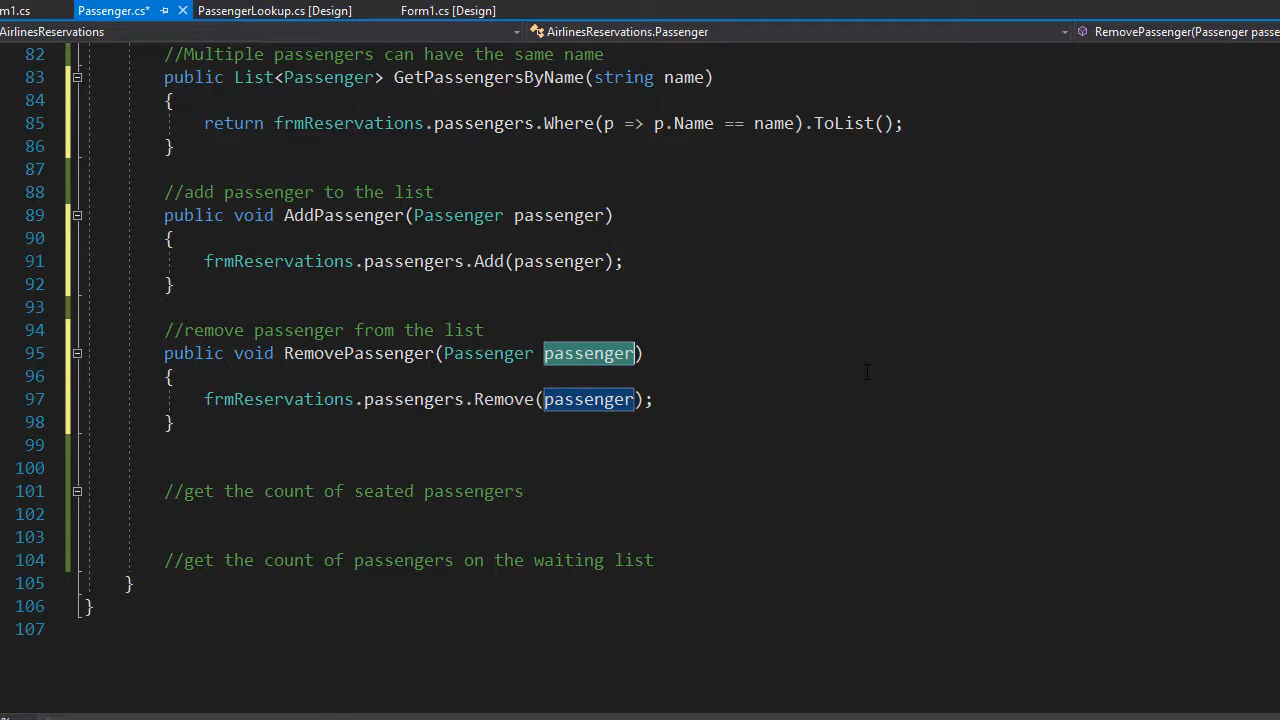 m1.cs Passenger.cs* PassengerLookup.cs [Design] Form1.cs [Design]
AirlinesReservations AirlinesReservations.Passenger RemovePassenger(Passenger passe
82 //Multiple passengers can have the same name
83 public List<Passenger> GetPassengersByName(string name)
84 {
85 return frmReservations.passengers.Where(p => p.Name == name).ToList();
86 }
87
88 //add passenger to the list
89 public void AddPassenger(Passenger passenger)
90 {
91 frmReservations.passengers.Add(passenger);
92 }
93
94 //remove passenger from the list
95 public void RemovePassenger(Passenger passenger)
96 {
97 frmReservations.passengers.Remove(passenger);
98 }
99
100
101 //get the count of seated passengers
102
103
104 //get the count of passengers on the waiting list
105 }
106 }
107